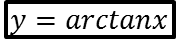 y = arctanx